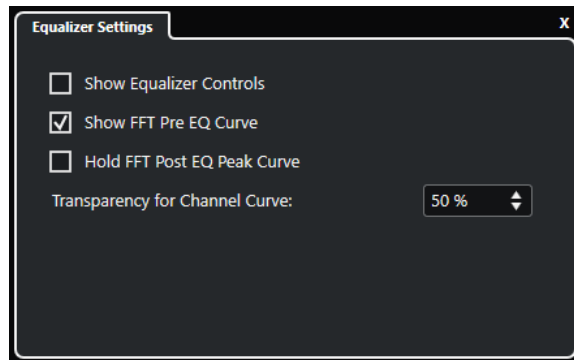 Equalizer Settings
X
Show Equalizer Controls
Show FFT Pre EQ Curve
Hold FFT Post EQ Peak Curve
Transparency for Channel Curve: 50 %